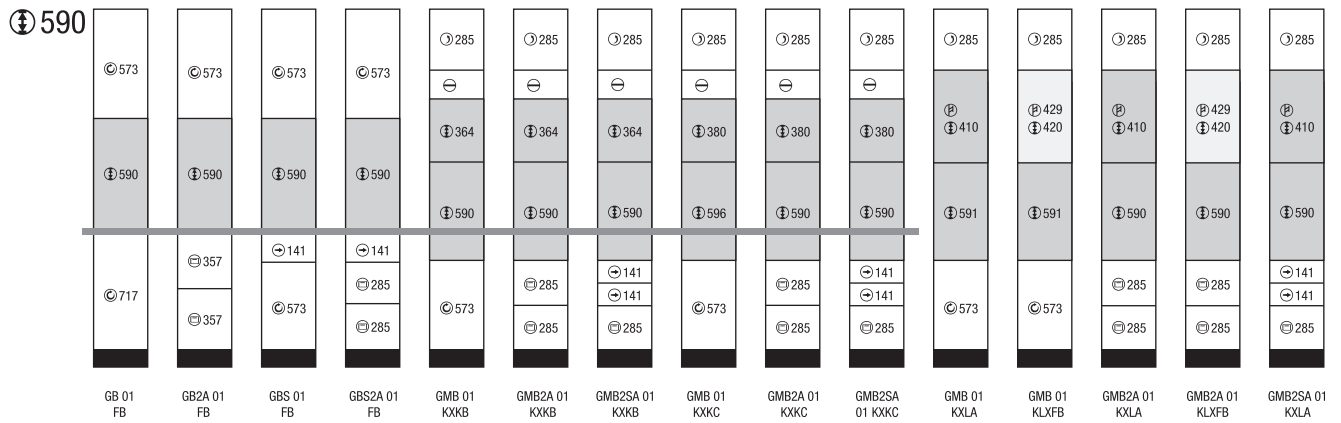 590
573 573 573 573 285 285 285 285 285 285 285 285 285 285 285
364 364 364 380 380 380 410 429 410 429 410
420 420
590 590 590 590 590 590 590 596 590 590 591 591 590 590 590
717 357 141 141 573 285 141 573 285 141 573 573 285 285 141
357 573 285 285 141 285 141 285 285 141
285 285 285 285
GB 01 GB2A 01 GBS 01 GBS2A 01 GMB 01 GMB2A 01 GMB2SA 01 GMB 01 GMB2A 01 GMB2SA GMB 01 GMB 01 GMB2A 01 GMB2A 01 GMB2SA 01
FB FB FB FB KXKB KXKB KXKB KXKC KXKC 01 KXKC KXLA KLXFB KXLA KLXFB KXLA